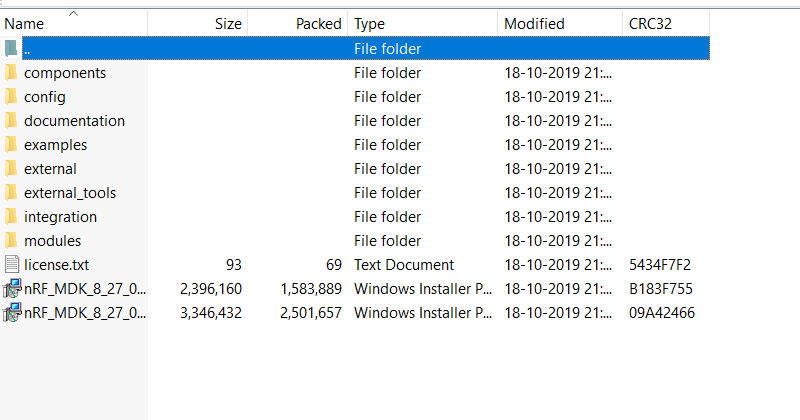 Name Size Packed Type Modified CRC32
.. File folder
components File folder 18-10-2019 21:...
config File folder 18-10-2019 21:...
documentation File folder 18-10-2019 21:...
examples File folder 18-10-2019 21:...
external File folder 18-10-2019 21:...
external_tools File folder 18-10-2019 21:...
integration File folder 18-10-2019 21:...
modules File folder 18-10-2019 21:...
license.txt 93 69 Text Document 18-10-2019 21:... 5434F7F2
nRF_MDK_8_27_0... 2,396,160 1,583,889 Windows Installer P... 18-10-2019 21:... B183F755
nRF_MDK_8_27_0... 3,346,432 2,501,657 Windows Installer P... 18-10-2019 21:... 09A42466